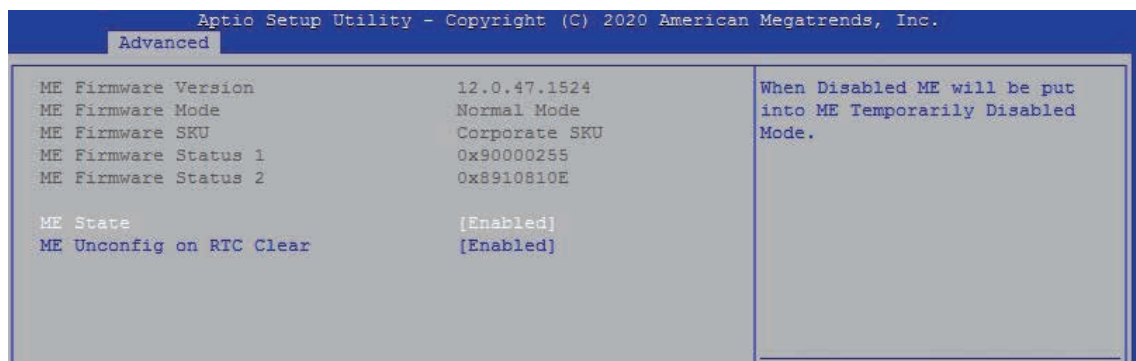 Aptio Setup Utility - Copyright (C) 2020 American Megatrends, Inc.
Advanced
ME Firmware Version 12.0.47.1524
ME Firmware Mode Normal Mode
ME Firmware SKU Corporate SKU
ME Firmware Status 1 0x90000255
ME Firmware Status 2 0x8910810E
ME State [Enabled]
ME Unconfig on RTC Clear [Enabled]
When Disabled ME will be put
into ME Temporarily Disabled
Mode.